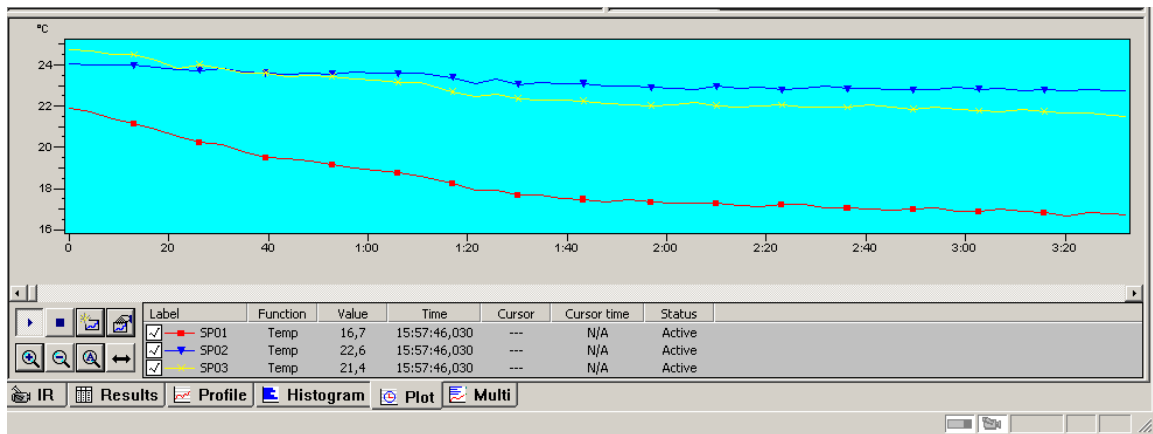 °C
24
22
20
18
16
0 20 40 1:00 1:20 1:40 2:00 2:20 2:40 3:00 3:20
Label Function Value Time Cursor Cursor time Status
SP01 Temp 16,7 15:57:46,030 --- N/A Active
SP02 Temp 22,6 15:57:46,030 --- N/A Active
SP03 Temp 21,4 15:57:46,030 --- N/A Active
IR Results Profile Histogram Plot Multi